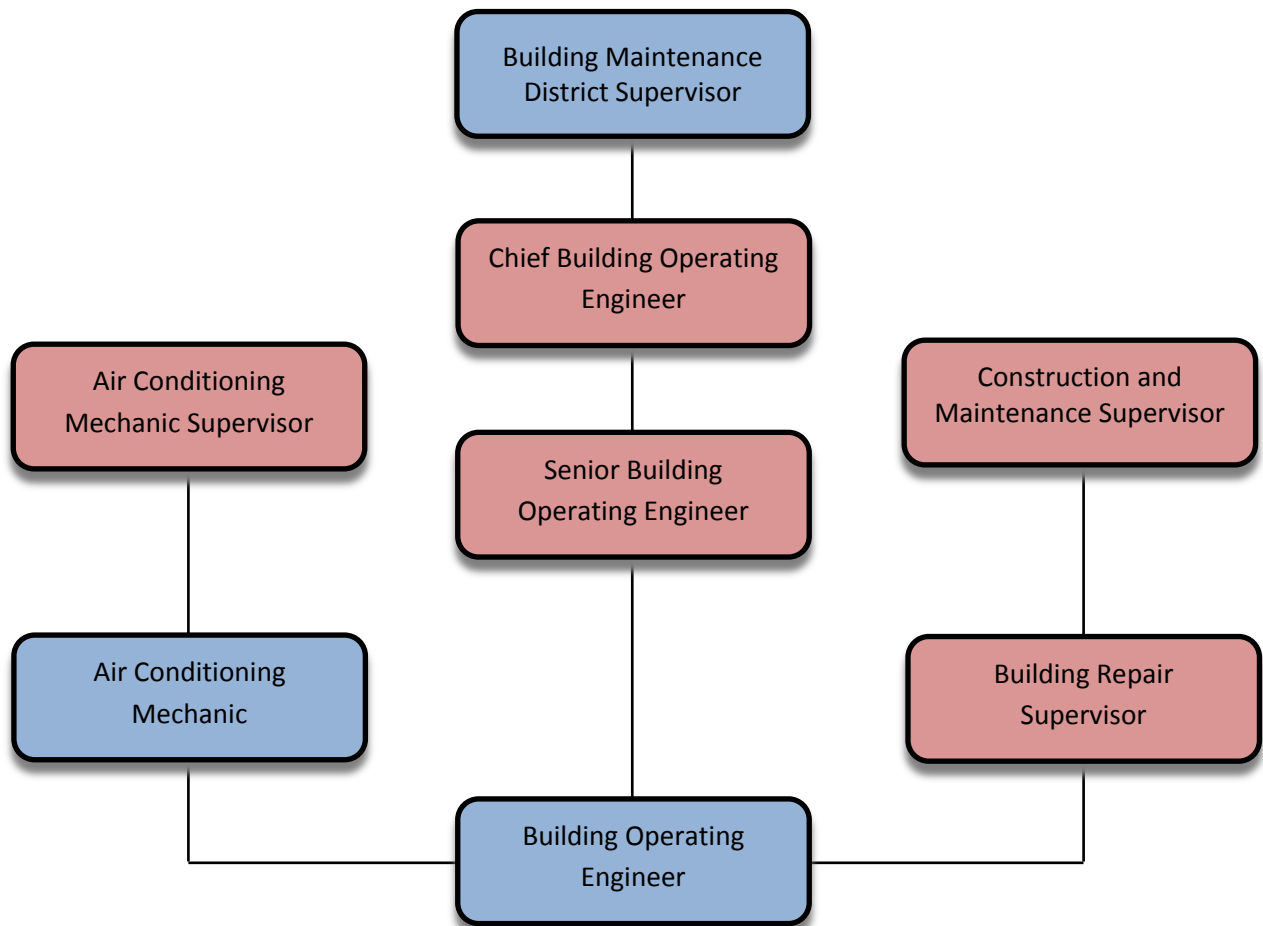 Building Maintenance
District Supervisor
Chief Building Operating
Engineer
Air Conditioning
Mechanic Supervisor
Construction and
Maintenance Supervisor
Senior Building
Operating Engineer
Air Conditioning
Mechanic
Building Repair
Supervisor
Building Operating
Engineer